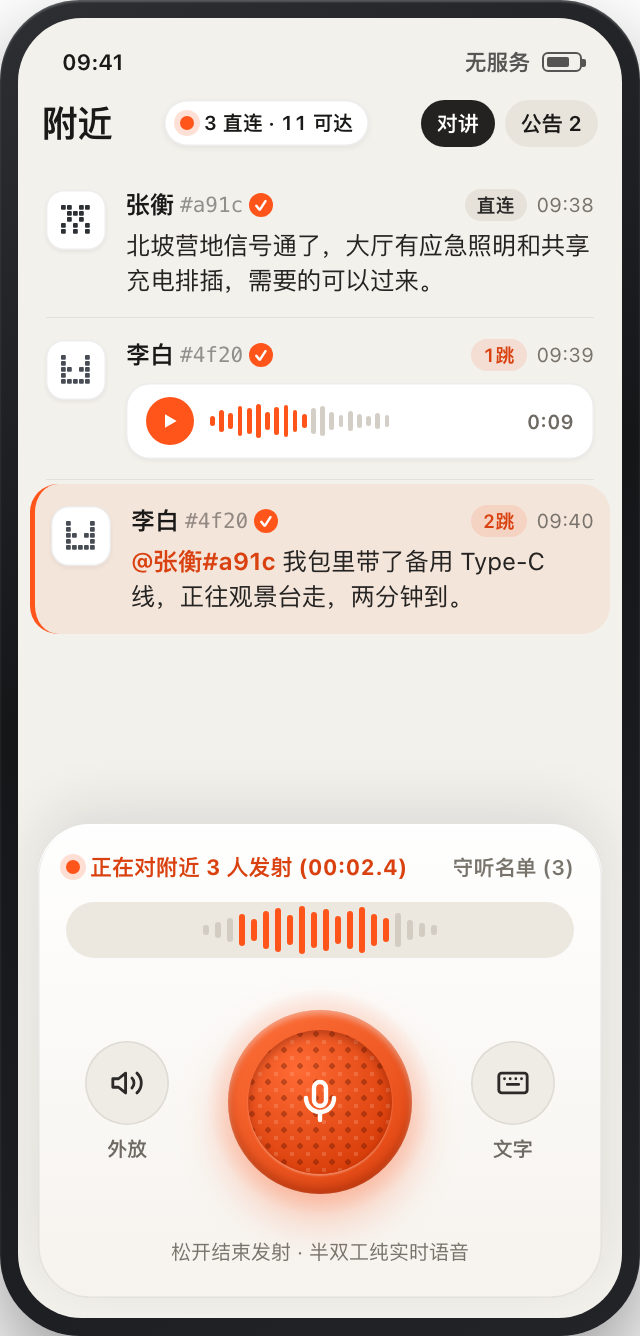 09:41 无服务
附近 3 直连 · 11 可达 对讲 公告 2
张衡 #a91c 直连 09:38
北坡营地信号通了，大厅有应急照明和共享
充电排插，需要的可以过来。
李白 #4f20 1跳 09:39
0:09
李白 #4f20 2跳 09:40
@张衡#a91c 我包里带了备用 Type-C
线，正往观景台走，两分钟到。
正在对附近 3 人发射 (00:02.4) 守听名单 (3)
外放 文字
松开结束发射 · 半双工纯实时语音